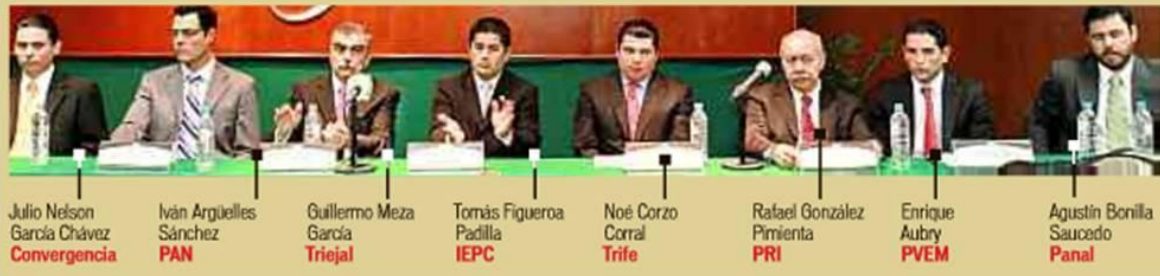 Julio Nelson
García Chávez
Convergencia
Iván Argüelles
Sánchez
PAN
Guillermo Meza
García
Triejal
Tomás Figueroa
Padilla
IEPC
Noé Corzo
Corral
Trife
Rafael González
Pimienta
PRI
Enrique
Aubry
PVEM
Agustín Bonilla
Saucedo
Panal